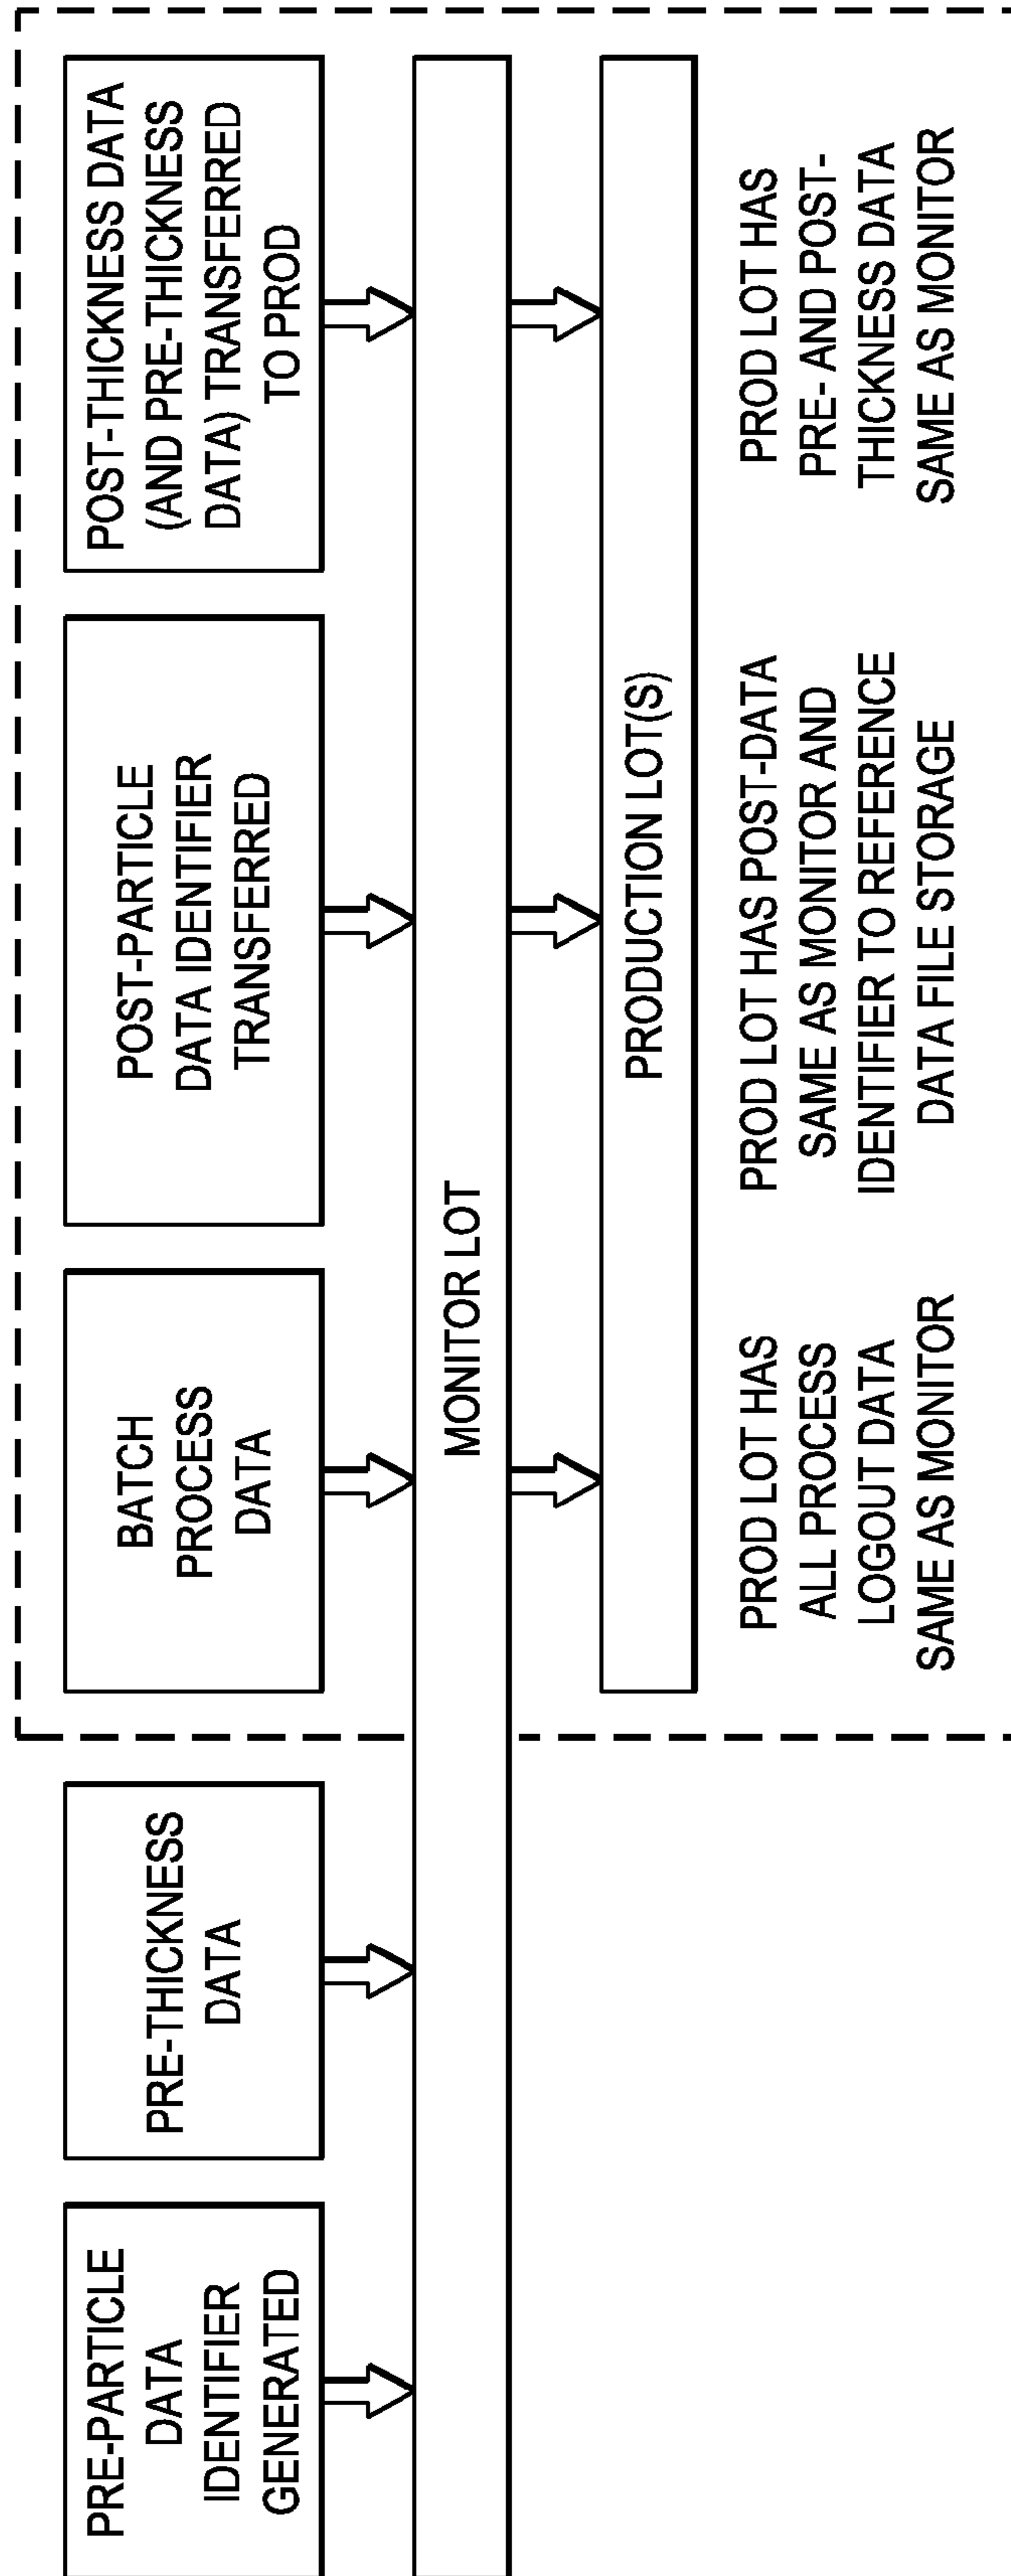 PRE-PARTICLE
DATA
IDENTIFIER
GENERATED
PRE-THICKNESS
DATA
BATCH
PROCESS
DATA
POST-PARTICLE
DATA IDENTIFIER
TRANSFERRED
POST-THICKNESS DATA
(AND PRE-THICKNESS
DATA) TRANSFERRED
TO PROD
MONITOR LOT
PRODUCTION LOT(S)
PROD LOT HAS
ALL PROCESS
LOGOUT DATA
SAME AS MONITOR
PROD LOT HAS POST-DATA
SAME AS MONITOR AND
IDENTIFIER TO REFERENCE
DATA FILE STORAGE
PROD LOT HAS
PRE- AND POST-
THICKNESS DATA
SAME AS MONITOR